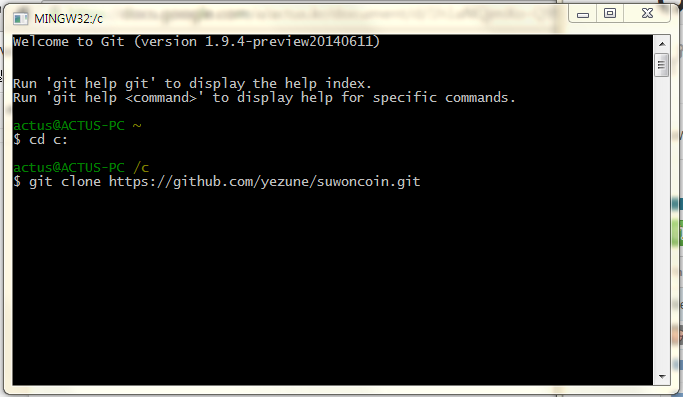 MINGW32:/c
Welcome to Git (version 1.9.4-preview20140611)
Run 'git help git' to display the help index.
Run 'git help <command>' to display help for specific commands.
actus@ACTUS-PC ~
$ cd c:
actus@ACTUS-PC /c
$ git clone https://github.com/yezune/suwoncoin.git